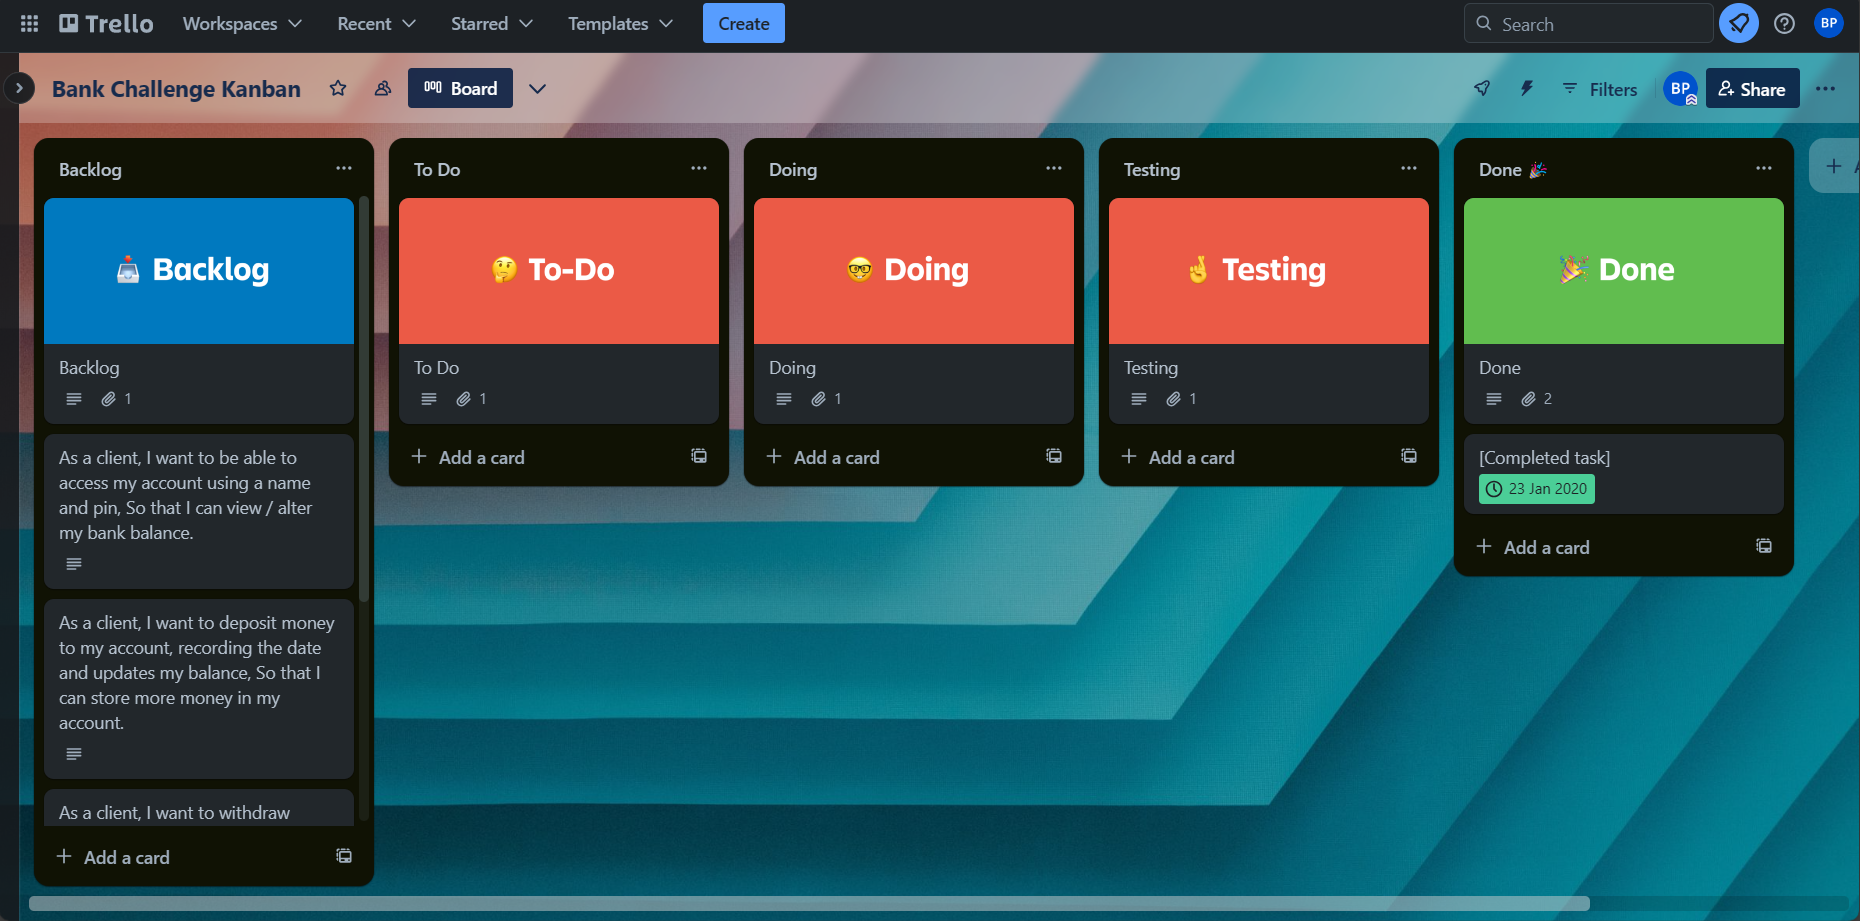 Trello
Workspaces
Recent
Starred
Templates
Create
Search
BP
Bank Challenge Kanban
Board
Filters
BP
Share
Backlog
Backlog
Backlog
1
As a client, I want to be able to
access my account using a name
and pin, So that I can view / alter
my bank balance.
As a client, I want to deposit money
to my account, recording the date
and updates my balance, So that I
can store more money in my
account.
As a client, I want to withdraw
+ Add a card
To Do
🤔 To-Do
To Do
1
+ Add a card
Doing
🤓 Doing
Doing
1
+ Add a card
Testing
🤞 Testing
Testing
1
+ Add a card
Done 🎉
🎉 Done
Done
2
[Completed task]
23 Jan 2020
+ Add a card
+